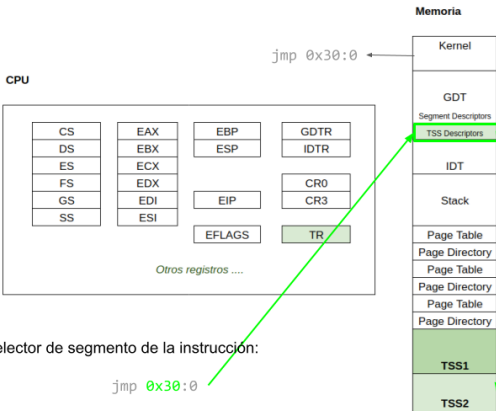 Memoria
Kernel
jmp 0x30:0
CPU
GDT
Segment Descriptors
TSS Descriptors
CS EAX EBP GDTR
DS EBX ESP IDTR
ES ECX
FS EDX CR0
GS EDI EIP CR3
SS ESI
EFLAGS TR
Otros registros ....
IDT
Stack
Page Table
Page Directory
Page Table
Page Directory
Page Table
Page Directory
TSS1
TSS2
elector de segmento de la instrucción:
jmp 0x30:0